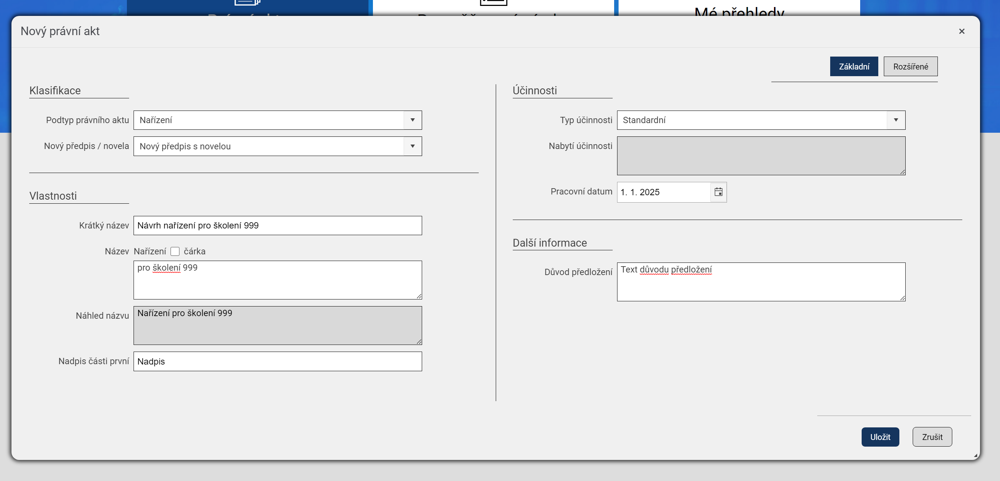 Mé přehledy
Nový právní akt
Základní
Rozšířené
Klasifikace
Podtyp právního aktu
Nařízení
Nový předpis / novela
Nový předpis s novelou
Vlastnosti
Krátký název
Návrh nařízení pro školení 999
Název
Nařízení
čárka
pro školení 999
Náhled názvu
Nařízení pro školení 999
Nadpis části první
Nadpis
Účinnosti
Typ účinnosti
Standardní
Nabytí účinnosti
Pracovní datum
1. 1. 2025
Další informace
Důvod předložení
Text důvodu předložení
Uložit
Zrušit